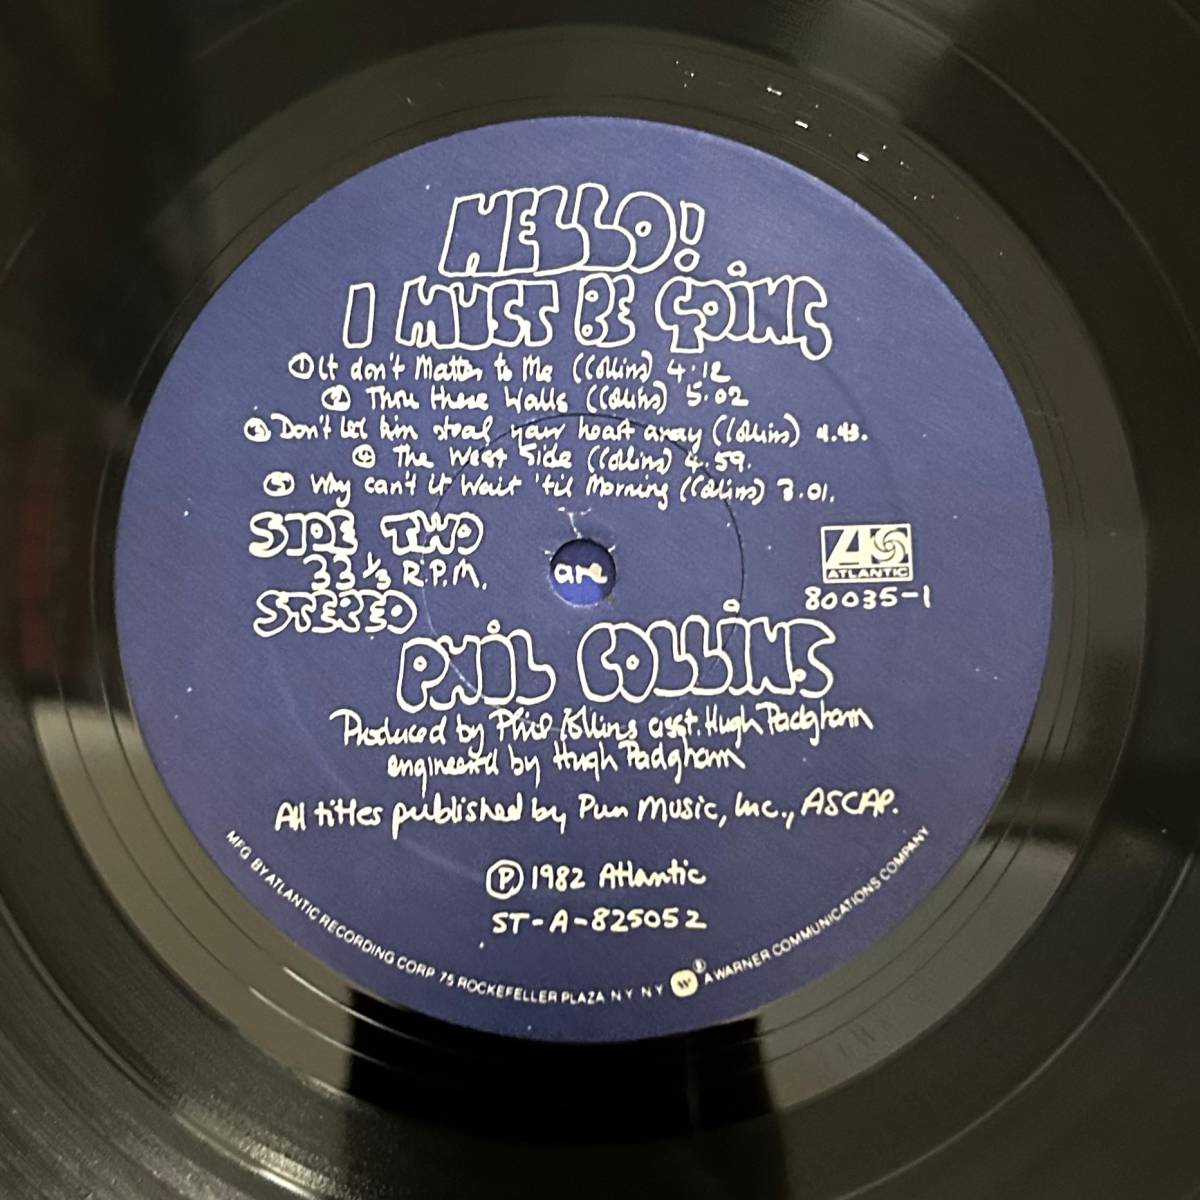 HELLO!
I MUST BE GOING
① It don't Matter to Me (Collins) 4.12
② Thru these Walls (Collins) 5.02
③ Don't let him steal your heart away (Collins) 4.43.
④ The West Side (Collins) 4.59.
⑤ Why can't it Wait 'til Morning (Collins) 3.01.
SIDE TWO
33 1/3 R.P.M.
STEREO
are
ATLANTIC
80035-1
PHIL COLLINS
Produced by Phil Collins asst. Hugh Padgham
engineered by Hugh Padgham
All titles published by Pun Music, Inc., ASCAP.
Ⓟ 1982 Atlantic
ST-A-825052
MFG BY ATLANTIC RECORDING CORP 75 ROCKEFELLER PLAZA N Y N Y W ® A WARNER COMMUNICATIONS COMPANY